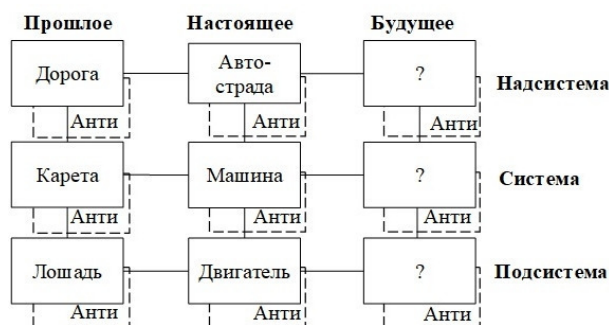 Прошлое Настоящее Будущее
Дорога Авто-
страда ? Надсистема
Анти Анти Анти
Карета Машина ? Система
Анти Анти Анти
Лошадь Двигатель ? Подсистема
Анти Анти Анти